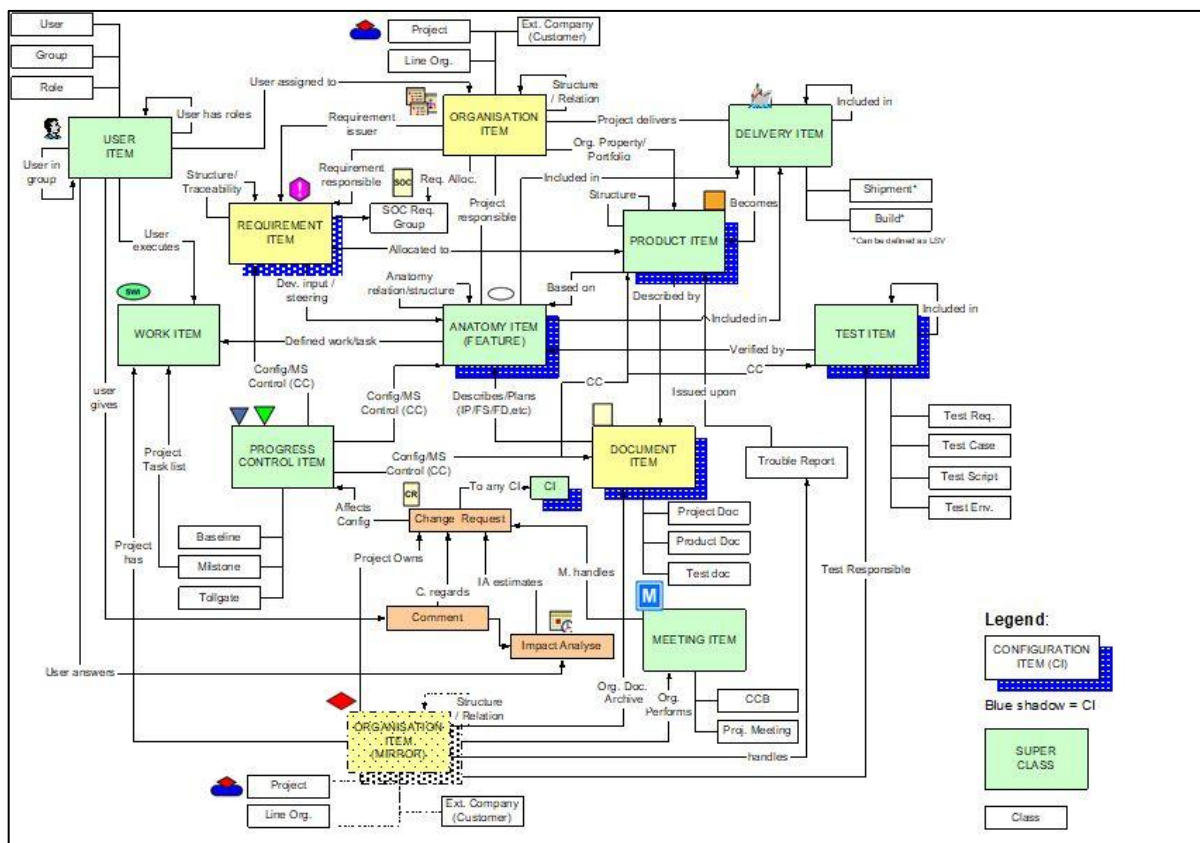 User
Group
Role
Project
Line Org.
Ext. Company
(Customer)
User assigned to
User has roles
USER
ITEM
User in
group
Requirement
issuer
ORGANISATION
ITEM
Structure
/ Relation
Project delivers
DELIVERY ITEM
Included in
Org. Property/
Portfolio
Structure/
Traceability
Requirement
responsible
SOC
Req. Alloc.
Included in
Project
responsible
Structure
Becomes
Shipment*
Build*
*Can be defined as LSV
REQUIREMENT
ITEM
SOC Req.
Group
PRODUCT ITEM
User
executes
Allocated to
Dev. input /
steering
Anatomy
relation/structure
Based on
Described by
SWI
WORK ITEM
Defined work/task
ANATOMY ITEM
(FEATURE)
Included in
TEST ITEM
Included in
Verified by
user
gives
Config/MS
Control (CC)
Config/MS
Control (CC)
Describes/Plans
(IP/FS/FD,etc)
CC
CC
Issued upon
Project
Task list
PROGRESS
CONTROL ITEM
Config/MS
Control (CC)
DOCUMENT
ITEM
Trouble Report
Test Req.
Test Case
Test Script
Test Env.
Affects
Config
CR
To any CI
CI
Change Request
Project Doc
Product Doc
Test doc
Baseline
Milstone
Tollgate
Project
has
Project Owns
C. regards
IA estimates
M. handles
Test Responsible
Comment
Impact Analyse
M
MEETING ITEM
User answers
Org. Doc.
Archive
Org.
Performs
CCB
Proj. Meeting
Structure
/ Relation
ORGANISATION
ITEM
(MIRROR)
handles
Project
Line Org.
Ext. Company
(Customer)
Legend:
CONFIGURATION
ITEM (CI)
Blue shadow = CI
SUPER
CLASS
Class